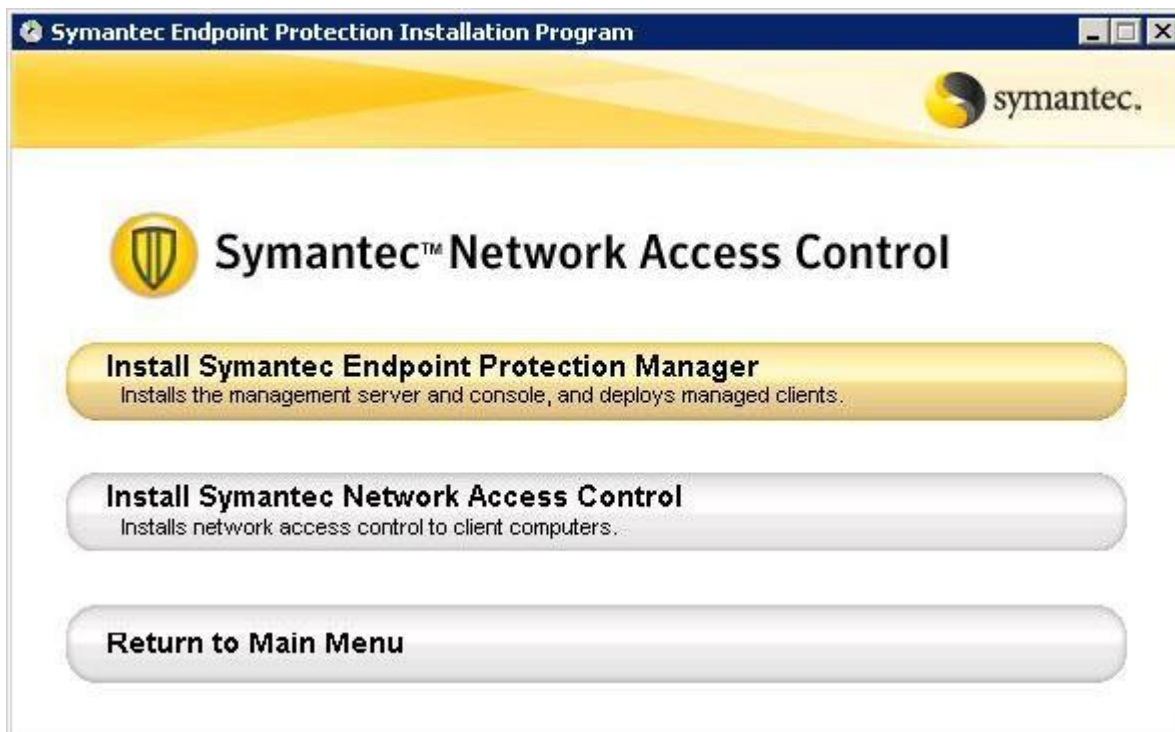 Symantec Endpoint Protection Installation Program
symantec.
Symantec™ Network Access Control
Install Symantec Endpoint Protection Manager
Installs the management server and console, and deploys managed clients.
Install Symantec Network Access Control
Installs network access control to client computers.
Return to Main Menu